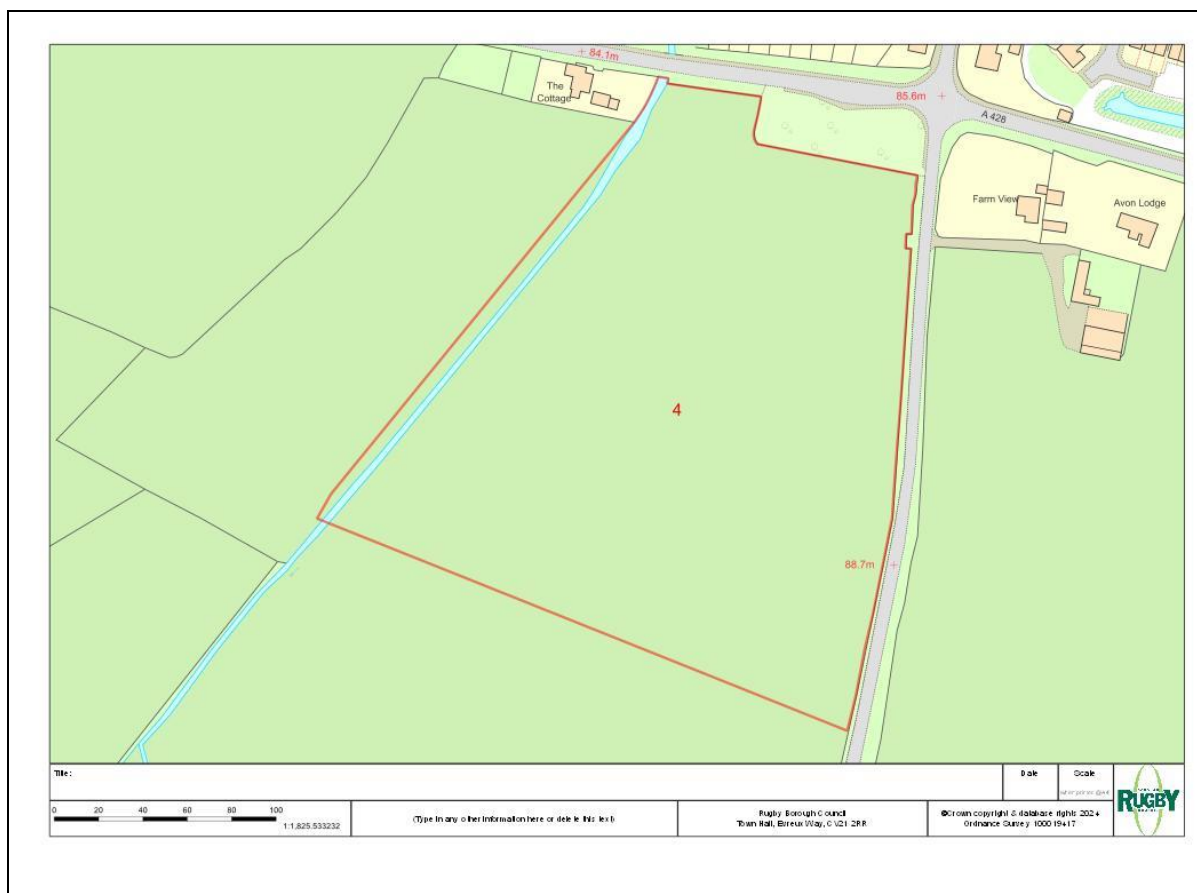 84.1m
The
Cottage
85.6m
A 428
Farm View
Avon Lodge
4
88.7m
Title:
Date
Scale
0 20 40 60 80 100
1:1,825.533232
(Type in any other information here or delete this text)
Rugby Borough Council
Town Hall, Evreux Way, CV21 2RR
©Crown copyright & database rights 2024
Ordnance Survey 100019417
RUGBY